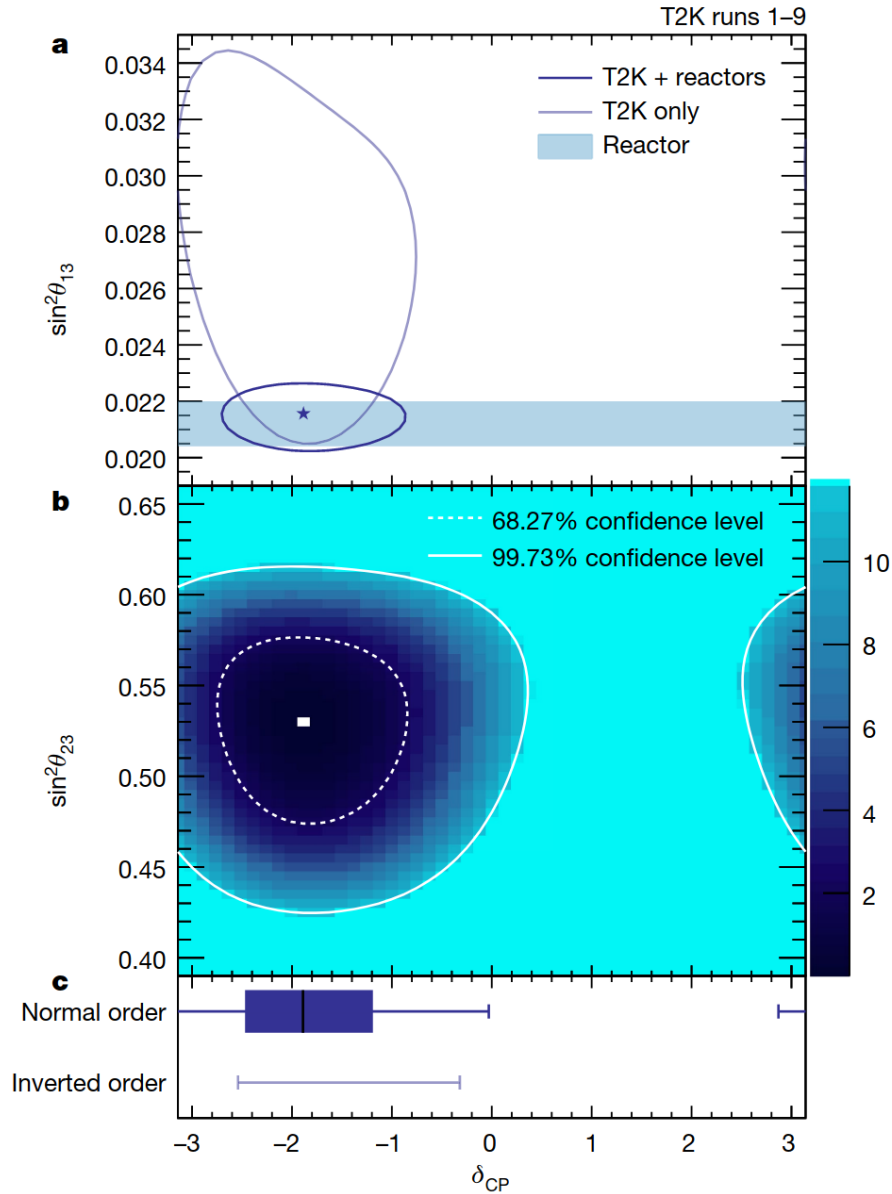 T2K runs 1–9
a
0.034
0.032
0.030
0.028
0.026
0.024
0.022
0.020
sin²θ₁₃
T2K + reactors
T2K only
Reactor
b
0.65
0.60
0.55
0.50
0.45
0.40
sin²θ₂₃
68.27% confidence level
99.73% confidence level
10
8
6
4
2
c
Normal order
Inverted order
–3 –2 –1 0 1 2 3
δCP